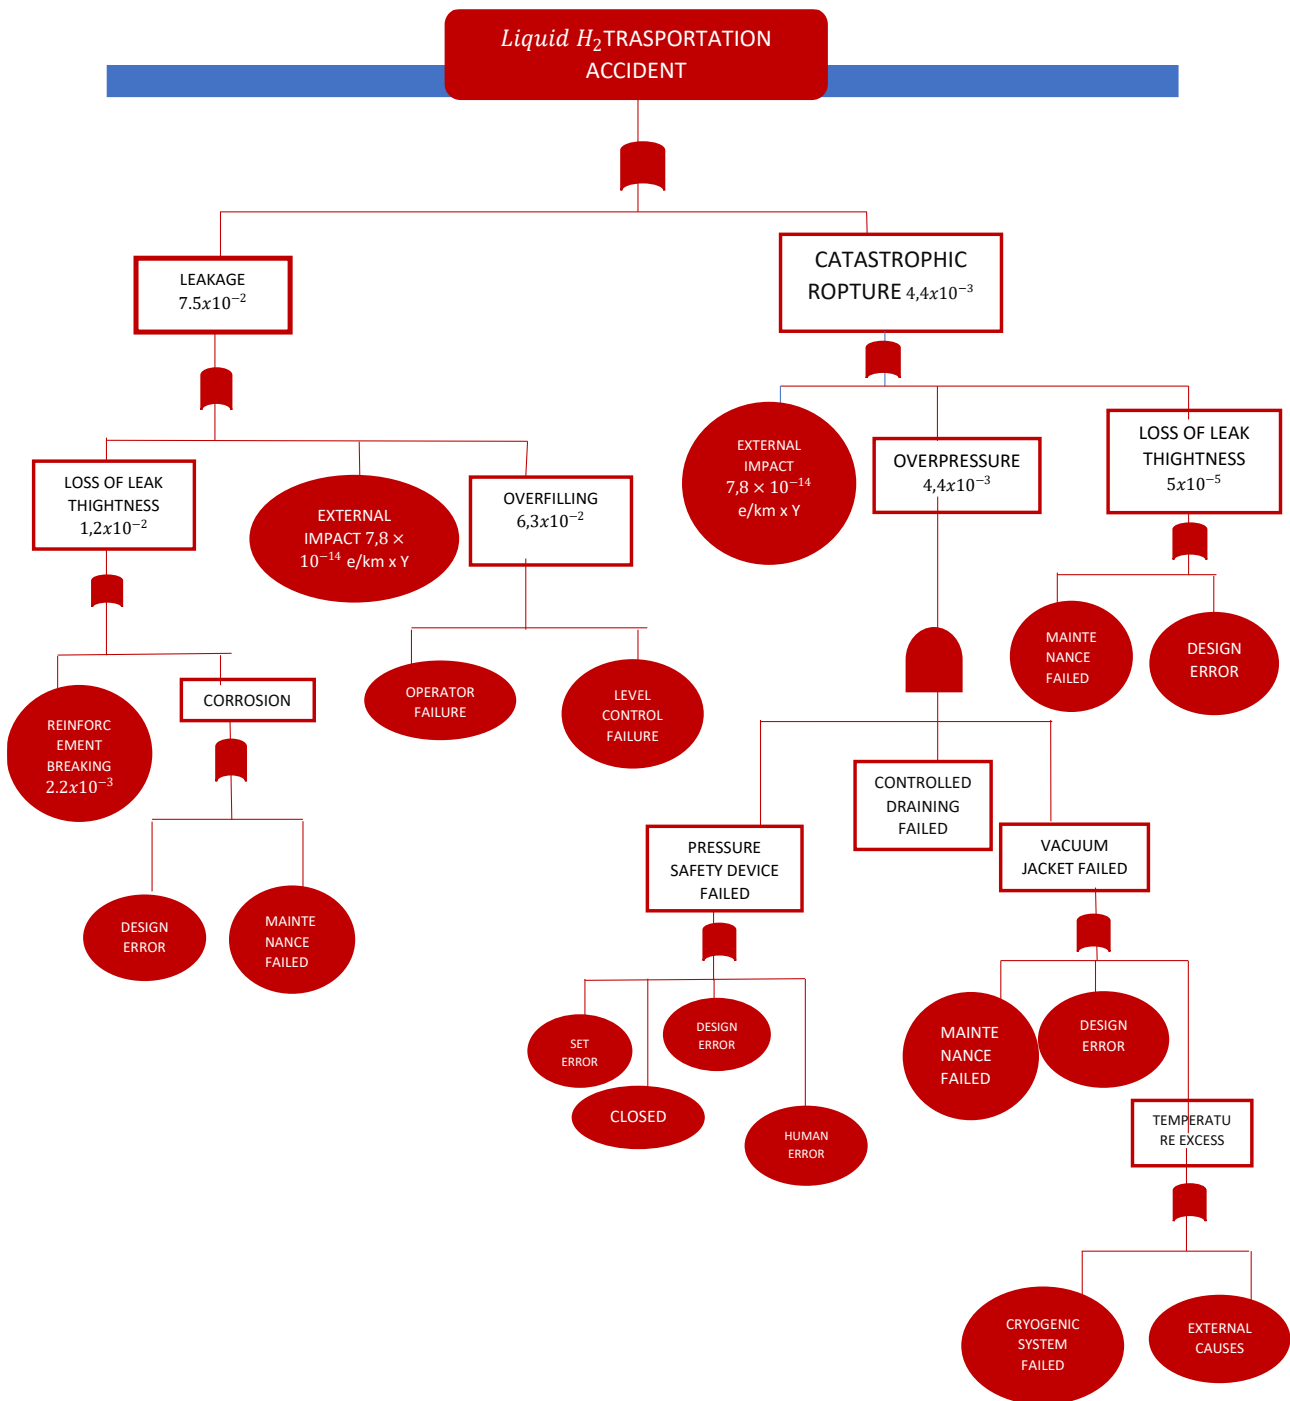 Liquid H₂TRASPORTATION
ACCIDENT
LEAKAGE
7.5x10⁻²
CATASTROPHIC
ROPTURE 4,4x10⁻³
LOSS OF LEAK
THIGHTNESS
1,2x10⁻²
EXTERNAL
IMPACT 7,8 ×
10⁻¹⁴ e/km x Y
OVERFILLING
6,3x10⁻²
EXTERNAL
IMPACT
7,8 × 10⁻¹⁴
e/km x Y
OVERPRESSURE
4,4x10⁻³
LOSS OF LEAK
THIGHTNESS
5x10⁻⁵
REINFORC
EMENT
BREAKING
2.2x10⁻³
CORROSION
OPERATOR
FAILURE
LEVEL
CONTROL
FAILURE
MAINTE
NANCE
FAILED
DESIGN
ERROR
DESIGN
ERROR
MAINTE
NANCE
FAILED
PRESSURE
SAFETY DEVICE
FAILED
CONTROLLED
DRAINING
FAILED
VACUUM
JACKET FAILED
SET
ERROR
CLOSED
DESIGN
ERROR
HUMAN
ERROR
MAINTE
NANCE
FAILED
DESIGN
ERROR
TEMPERATU
RE EXCESS
CRYOGENIC
SYSTEM
FAILED
EXTERNAL
CAUSES